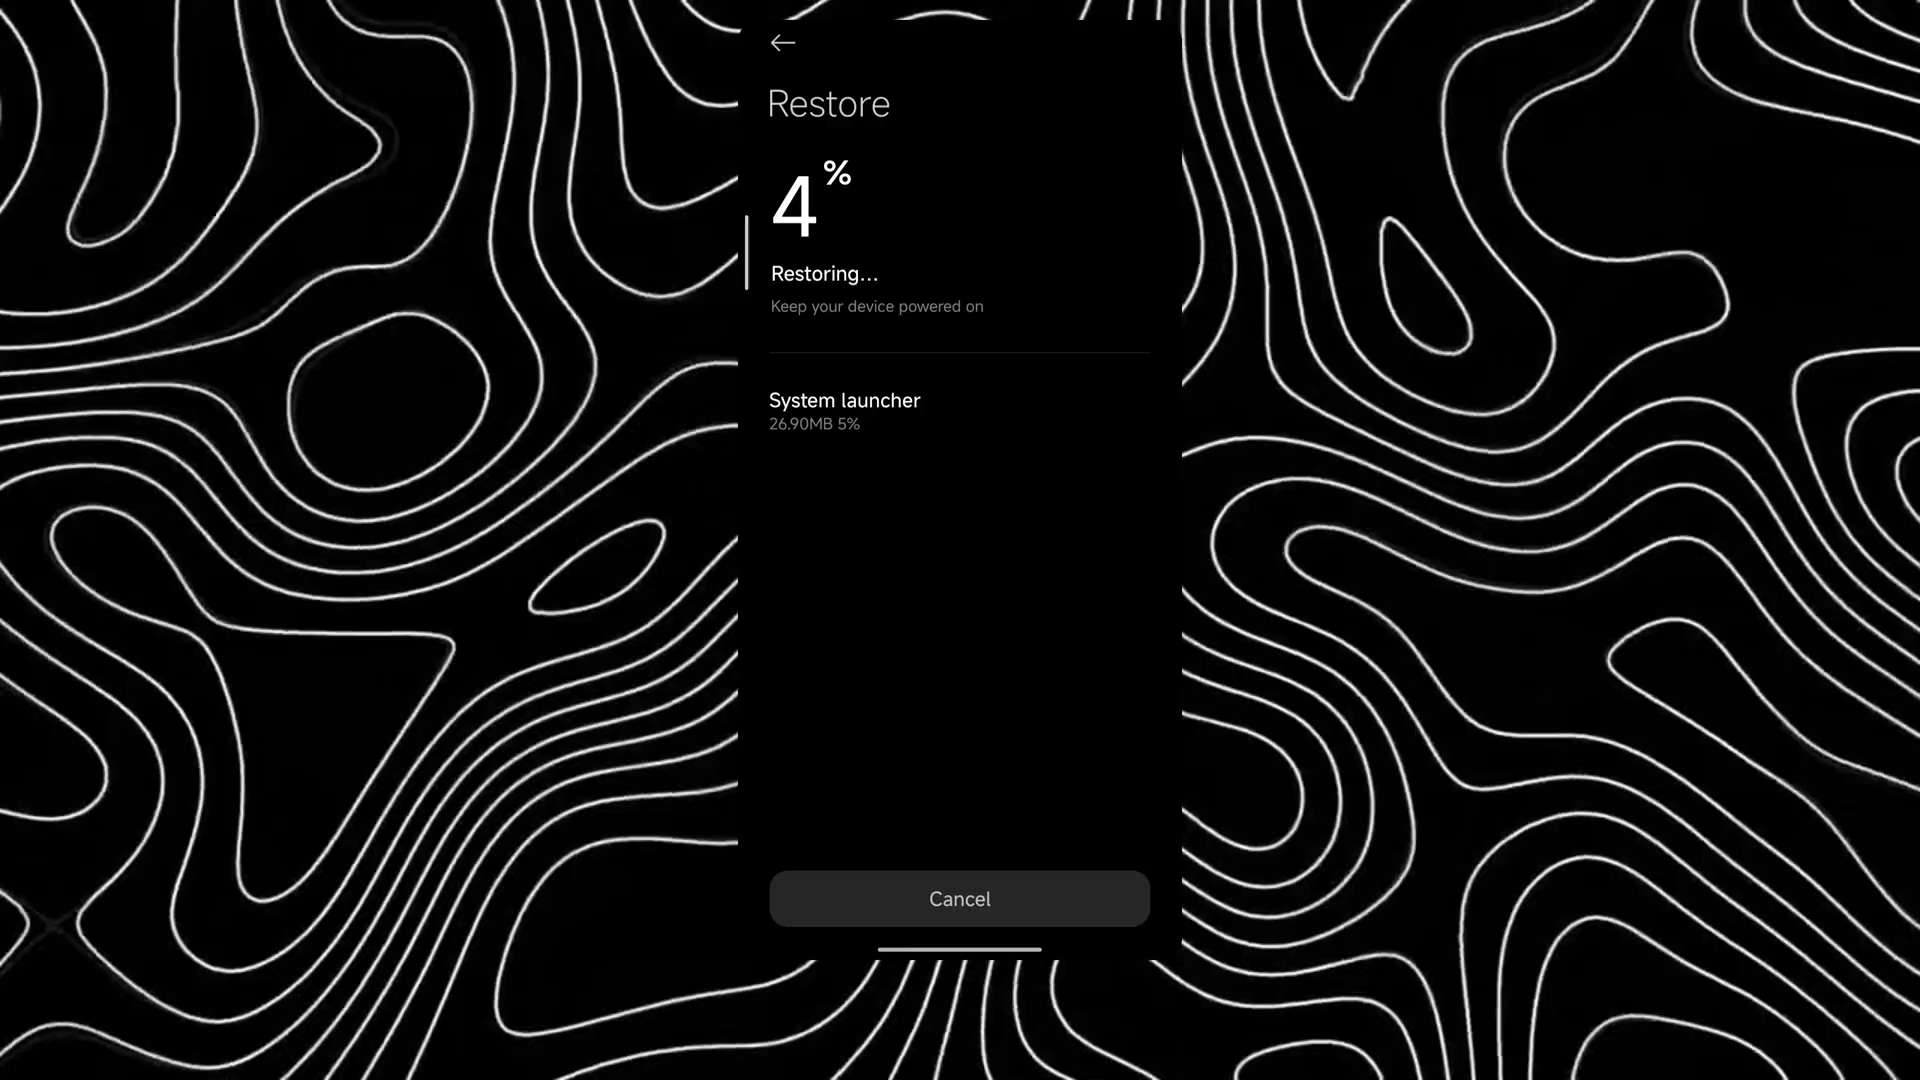 Restore
4%
Restoring...
Keep your device powered on
System launcher
26.90MB 5%
Cancel